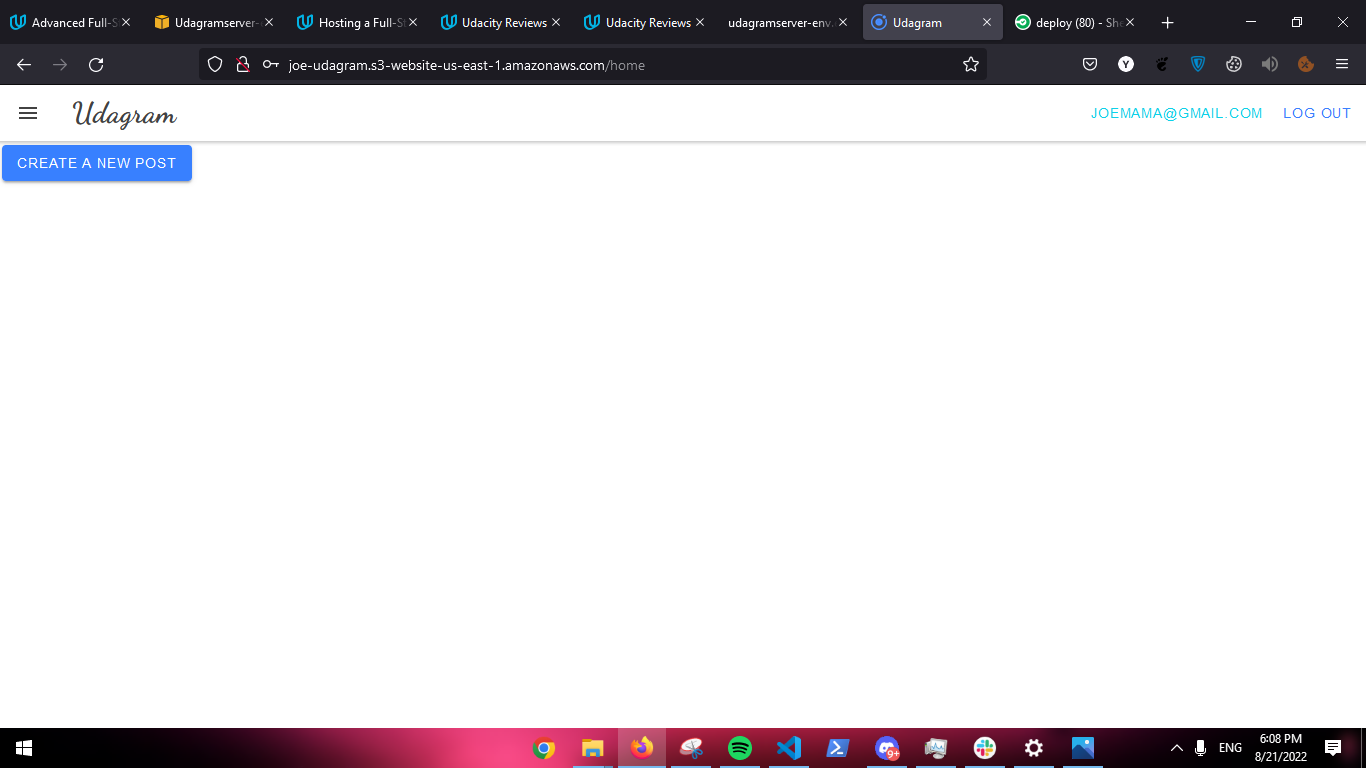 Advanced Full-S
Udagramserver-e
Hosting a Full-St
Udacity Reviews
Udacity Reviews
udagramserver-env.e
Udagram
deploy (80) - She
joe-udagram.s3-website-us-east-1.amazonaws.com/home
Udagram
JOEMAMA@GMAIL.COM
LOG OUT
CREATE A NEW POST
9+
ENG
6:08 PM
8/21/2022